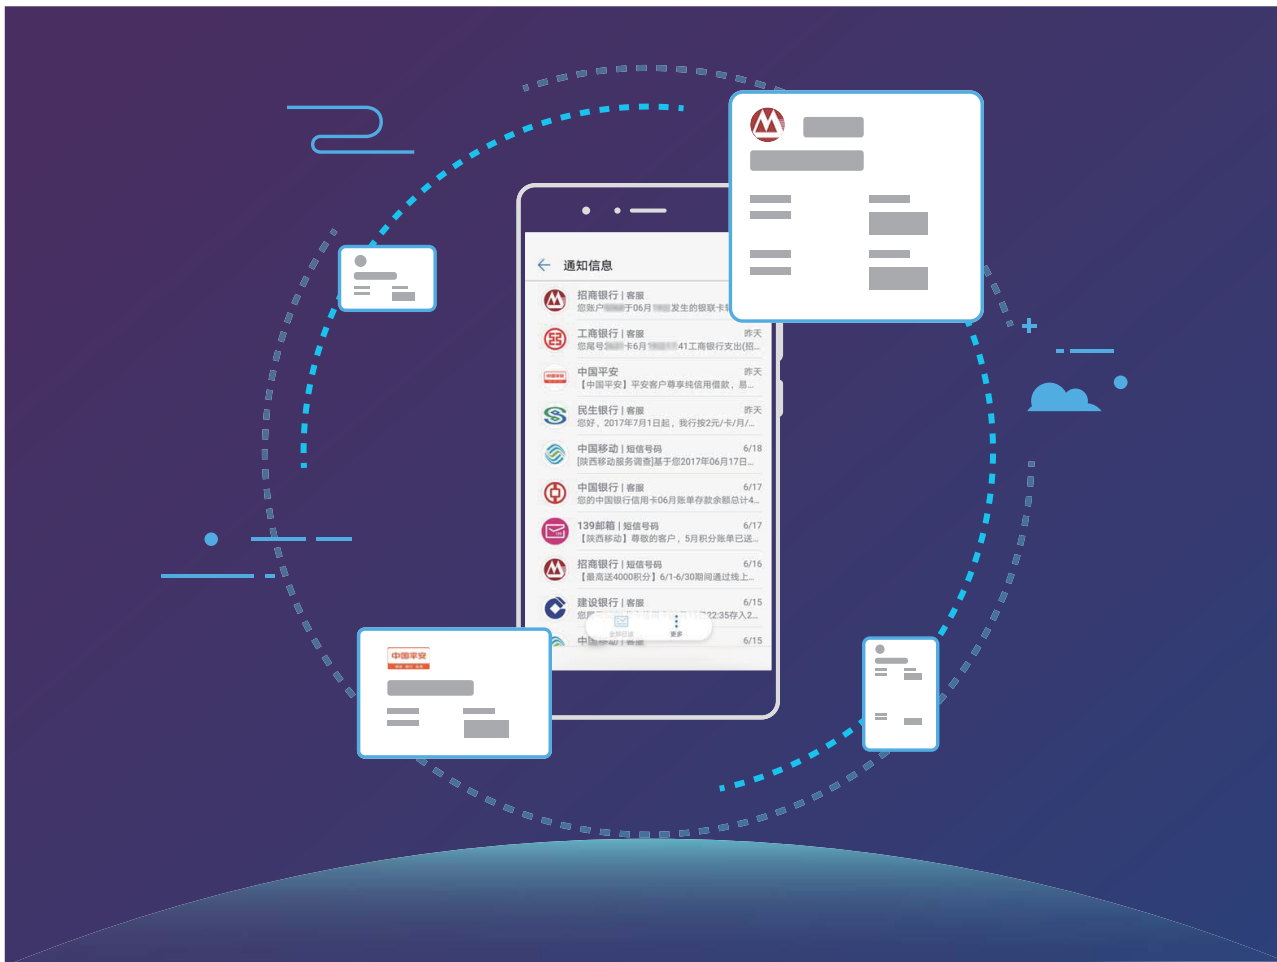 通知信息
招商银行 | 客服
您账户 于06月 发生的银联卡
工商银行 | 客服 昨天
您尾号 卡6月 41工商银行支出(招...
中国平安 昨天
【中国平安】平安客户尊享纯信用借款，易...
民生银行 | 客服 昨天
您好，2017年7月1日起，我行按2元/卡/月/...
中国移动 | 短信号码 6/18
[陕西移动服务调查]基于您2017年06月17日...
中国银行 | 客服 6/17
您的中国银行信用卡06月账单存款余额总计4...
139邮箱 | 短信号码 6/17
【陕西移动】尊敬的客户，5月积分账单已送...
招商银行 | 短信号码 6/16
【最高送4000积分】6/1-6/30期间通过线上...
建设银行 | 客服 6/15
您 22:35存入2...
全部已读 更多
中国移动 | 客服 6/15
中国平安